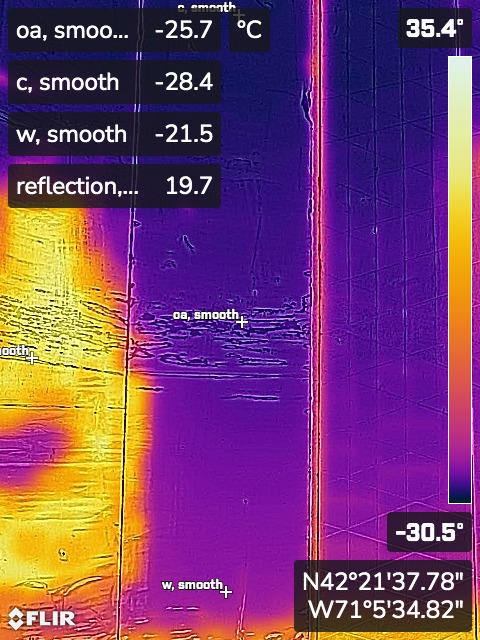 c, smooth
oa, smoo... -25.7 °C
35.4°
c, smooth -28.4
w, smooth -21.5
reflection,... 19.7
oa, smooth
ooth
w, smooth
-30.5°
N42°21'37.78"
W71°5'34.82"
FLIR